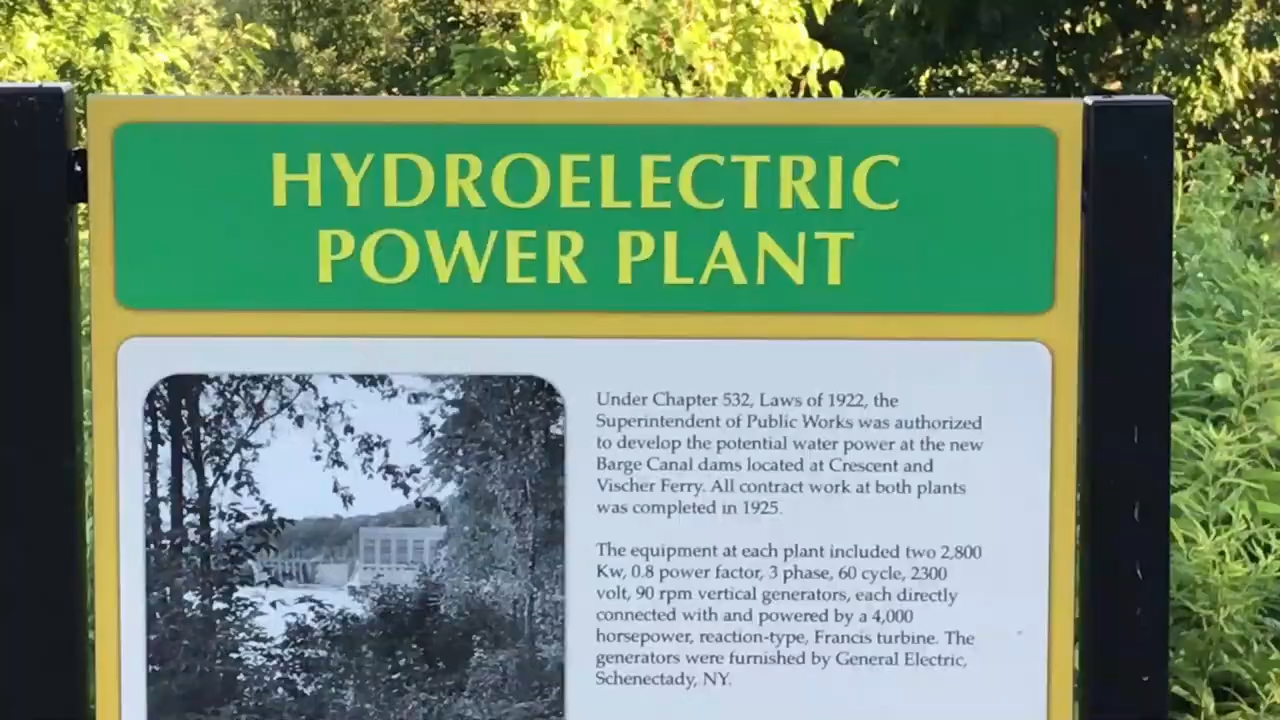 HYDROELECTRIC
POWER PLANT
Under Chapter 532, Laws of 1922, the
Superintendent of Public Works was authorized
to develop the potential water power at the new
Barge Canal dams located at Crescent and
Vischer Ferry. All contract work at both plants
was completed in 1925.
The equipment at each plant included two 2,800
Kw, 0.8 power factor, 3 phase, 60 cycle, 2300
volt, 90 rpm vertical generators, each directly
connected with and powered by a 4,000
horsepower, reaction-type, Francis turbine. The
generators were furnished by General Electric,
Schenectady, NY.